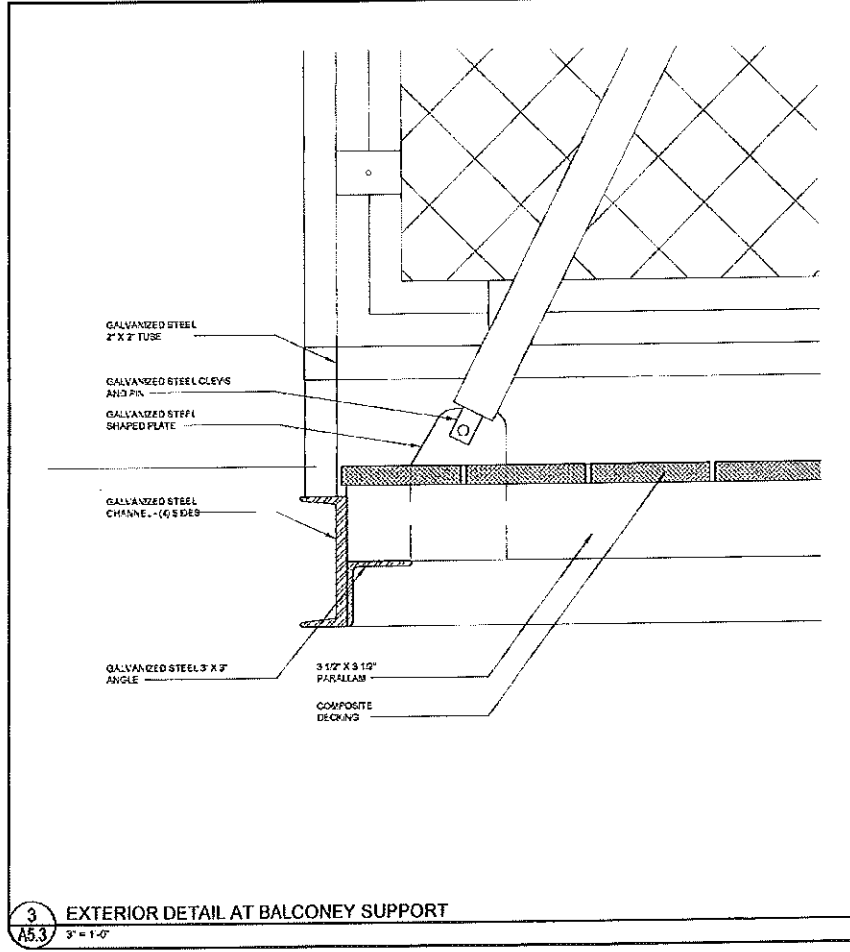 GALVANIZED STEEL
2" X 2" TUBE
GALVANIZED STEEL CLEVIS
AND PIN
GALVANIZED STEEL
SHAPED PLATE
GALVANIZED STEEL
CHANNEL - (4) SIDES
GALVANIZED STEEL 3" X 3"
ANGLE
3 1/2" X 3 1/2"
PARALLAM
COMPOSITE
DECKING
3
A5.3
EXTERIOR DETAIL AT BALCONEY SUPPORT
3" = 1'-0"